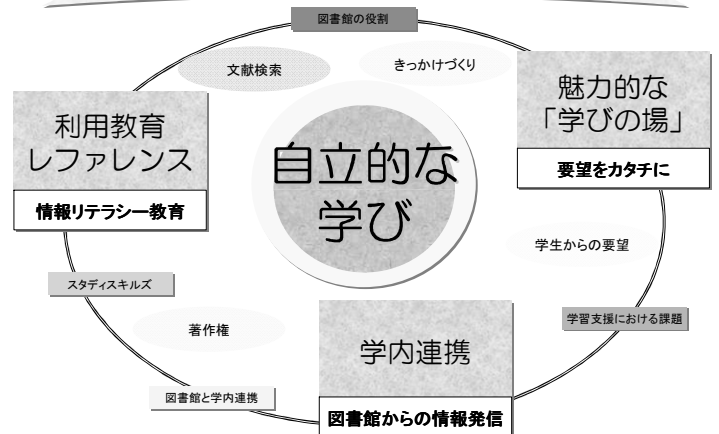 図書館の役割
文献検索
きっかけづくり
利用教育
レファレンス
情報リテラシー教育
魅力的な
「学びの場」
要望をカタチに
自立的な
学び
学生からの要望
スタディスキルズ
学習支援における課題
著作権
学内連携
図書館と学内連携
図書館からの情報発信